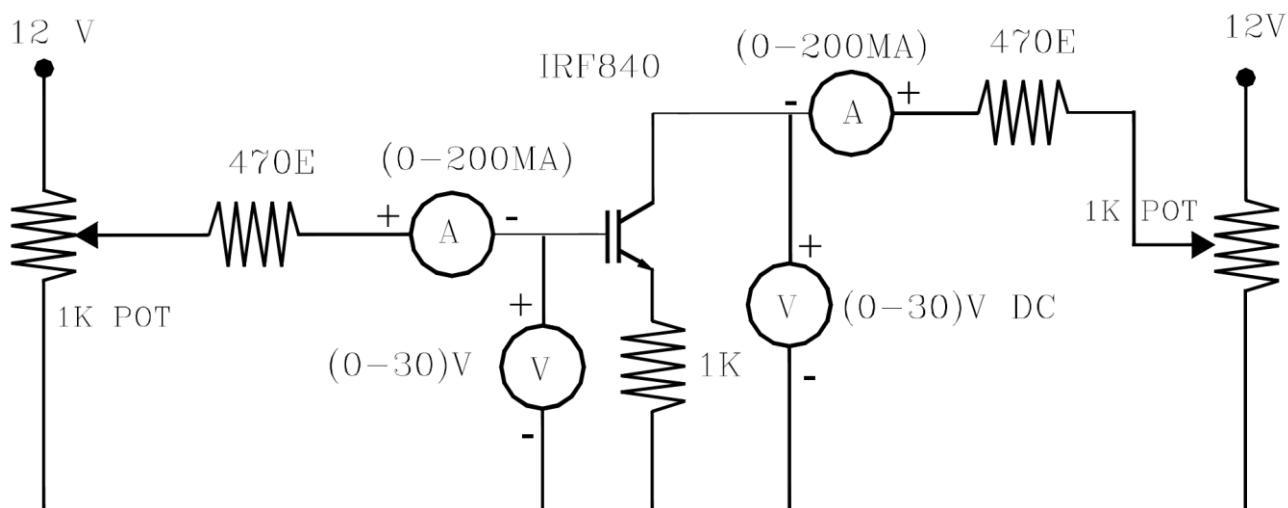 12 V
470E
(0-200MA)
IRF840
(0-200MA)
470E
12V
+
A
-
-
A
+
1K POT
1K POT
+
(0-30)V
V
-
1K
+
V
(0-30)V DC
-